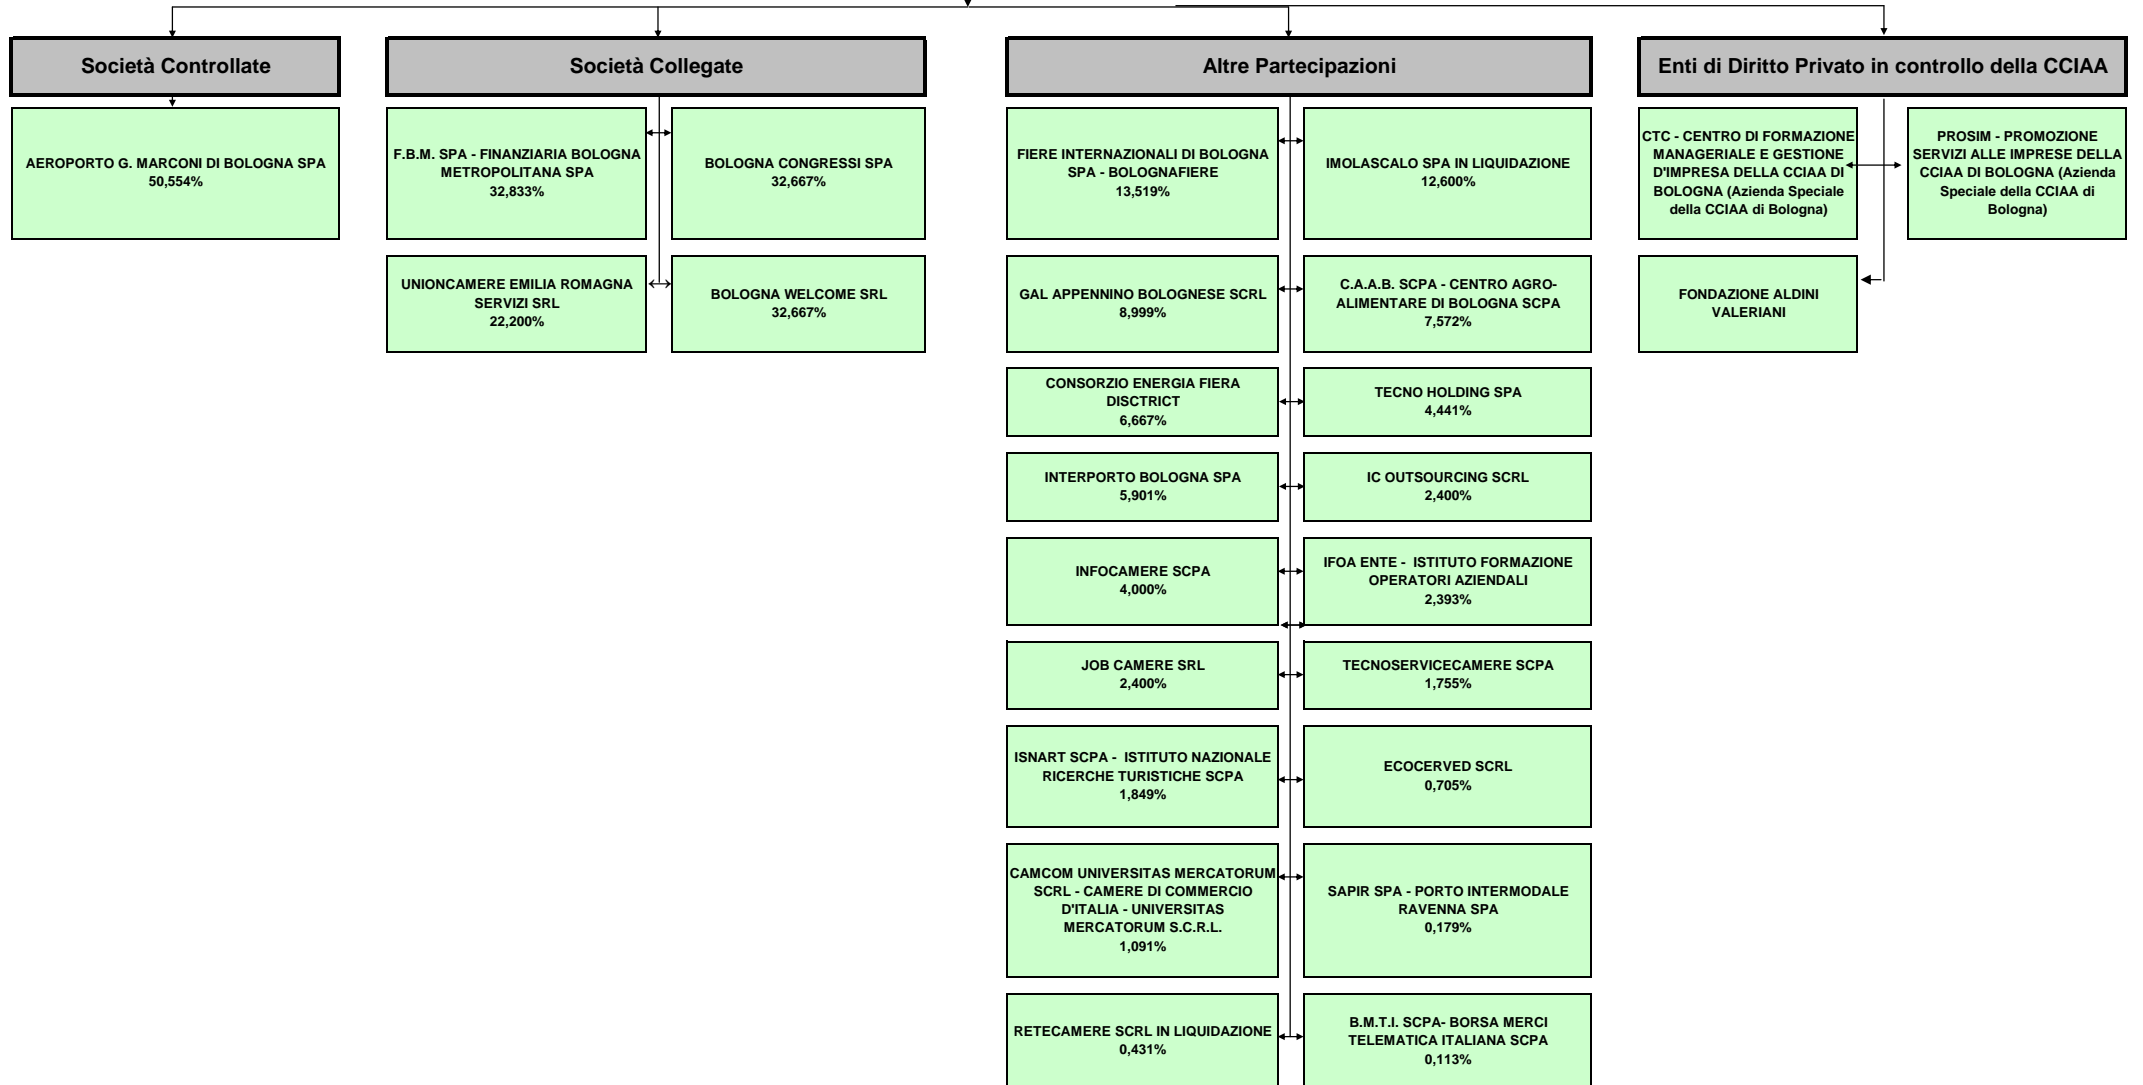 Società Controllate
AEROPORTO G. MARCONI DI BOLOGNA SPA
50,554%
Società Collegate
F.B.M. SPA - FINANZIARIA BOLOGNA
METROPOLITANA SPA
32,833%
BOLOGNA CONGRESSI SPA
32,667%
UNIONCAMERE EMILIA ROMAGNA
SERVIZI SRL
22,200%
BOLOGNA WELCOME SRL
32,667%
Altre Partecipazioni
FIERE INTERNAZIONALI DI BOLOGNA
SPA - BOLOGNAFIERE
13,519%
IMOLASCALO SPA IN LIQUIDAZIONE
12,600%
GAL APPENNINO BOLOGNESE SCRL
8,999%
C.A.A.B. SCPA - CENTRO AGRO-
ALIMENTARE DI BOLOGNA SCPA
7,572%
CONSORZIO ENERGIA FIERA
DISCTRICT
6,667%
TECNO HOLDING SPA
4,441%
INTERPORTO BOLOGNA SPA
5,901%
IC OUTSOURCING SCRL
2,400%
INFOCAMERE SCPA
4,000%
IFOA ENTE - ISTITUTO FORMAZIONE
OPERATORI AZIENDALI
2,393%
JOB CAMERE SRL
2,400%
TECNOSERVICECAMERE SCPA
1,755%
ISNART SCPA - ISTITUTO NAZIONALE
RICERCHE TURISTICHE SCPA
1,849%
ECOCERVED SCRL
0,705%
CAMCOM UNIVERSITAS MERCATORUM
SCRL - CAMERE DI COMMERCIO
D'ITALIA - UNIVERSITAS
MERCATORUM S.C.R.L.
1,091%
SAPIR SPA - PORTO INTERMODALE
RAVENNA SPA
0,179%
RETECAMERE SCRL IN LIQUIDAZIONE
0,431%
B.M.T.I. SCPA- BORSA MERCI
TELEMATICA ITALIANA SCPA
0,113%
Enti di Diritto Privato in controllo della CCIAA
CTC - CENTRO DI FORMAZIONE
MANAGERIALE E GESTIONE
D'IMPRESA DELLA CCIAA DI
BOLOGNA (Azienda Speciale
della CCIAA di Bologna)
PROSIM - PROMOZIONE
SERVIZI ALLE IMPRESE DELLA
CCIAA DI BOLOGNA (Azienda
Speciale della CCIAA di
Bologna)
FONDAZIONE ALDINI
VALERIANI